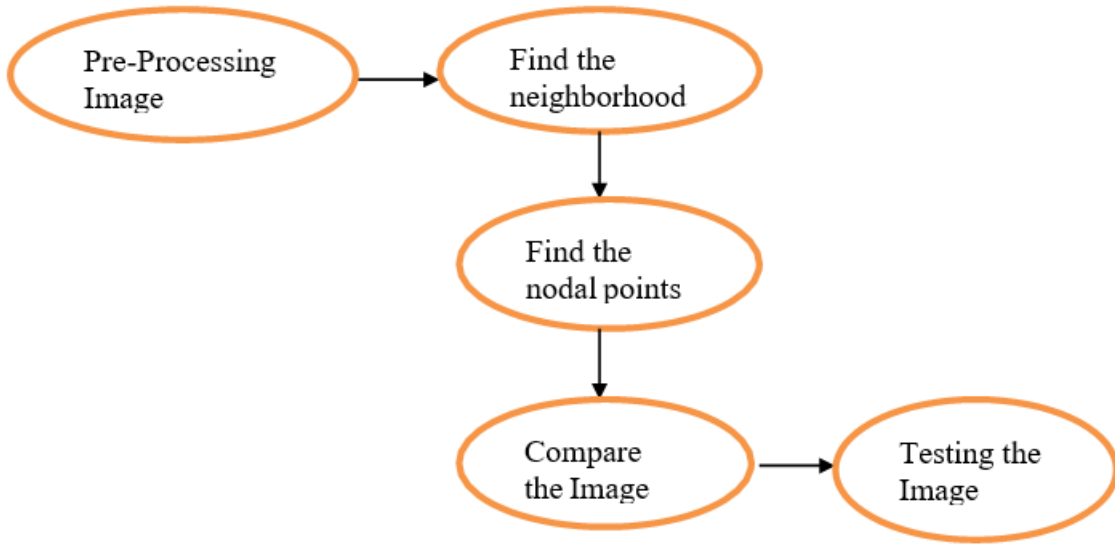 Pre-Processing
Image
Find the
neighborhood
Find the
nodal points
Compare
the Image
Testing the
Image